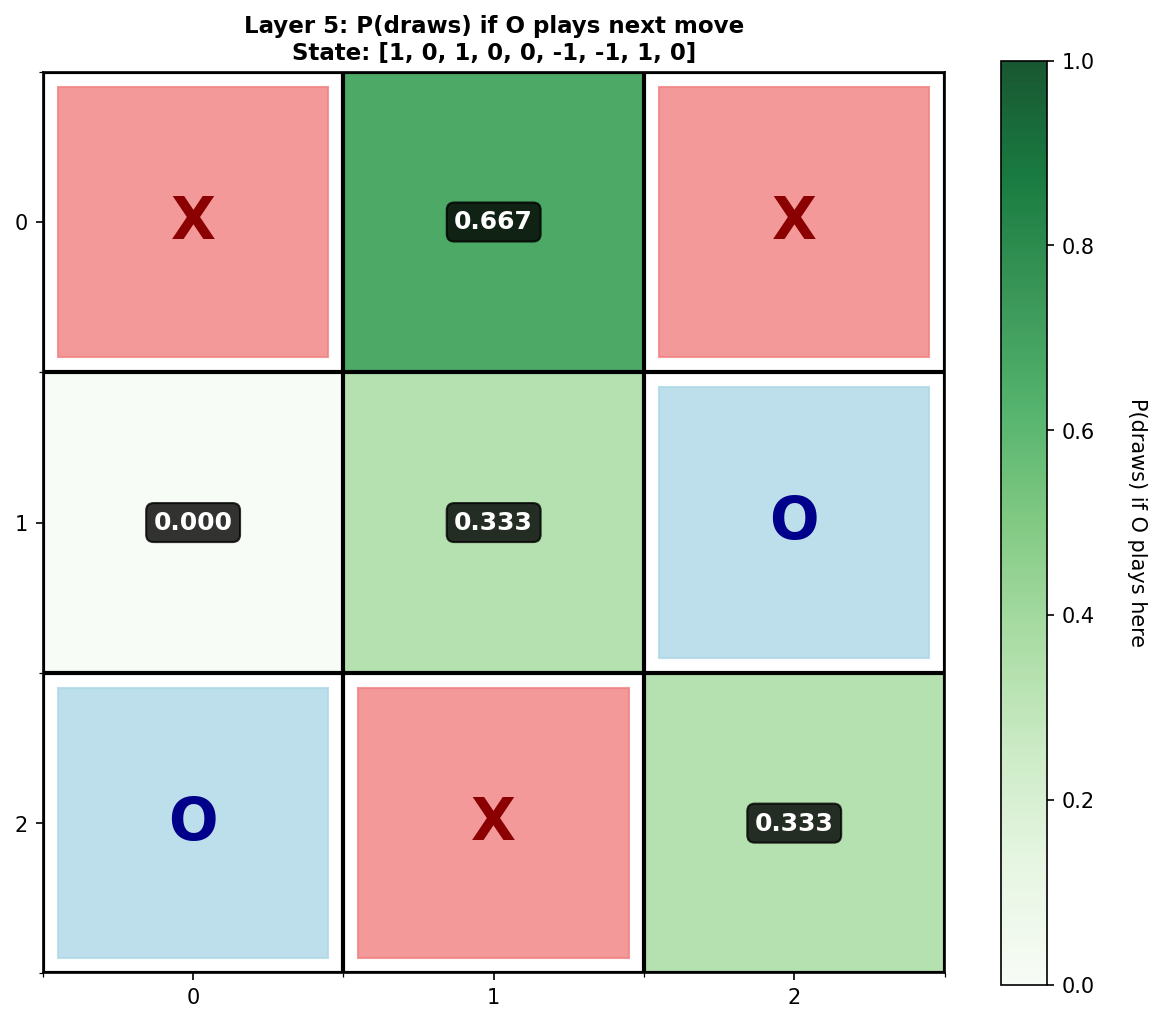 Layer 5: P(draws) if O plays next move
State: [1, 0, 1, 0, 0, -1, -1, 1, 0]
X
0.667
X
0
0.000
0.333
O
1
O
X
0.333
2
0
1
2
1.0
0.8
0.6
0.4
0.2
0.0
P(draws) if O plays here